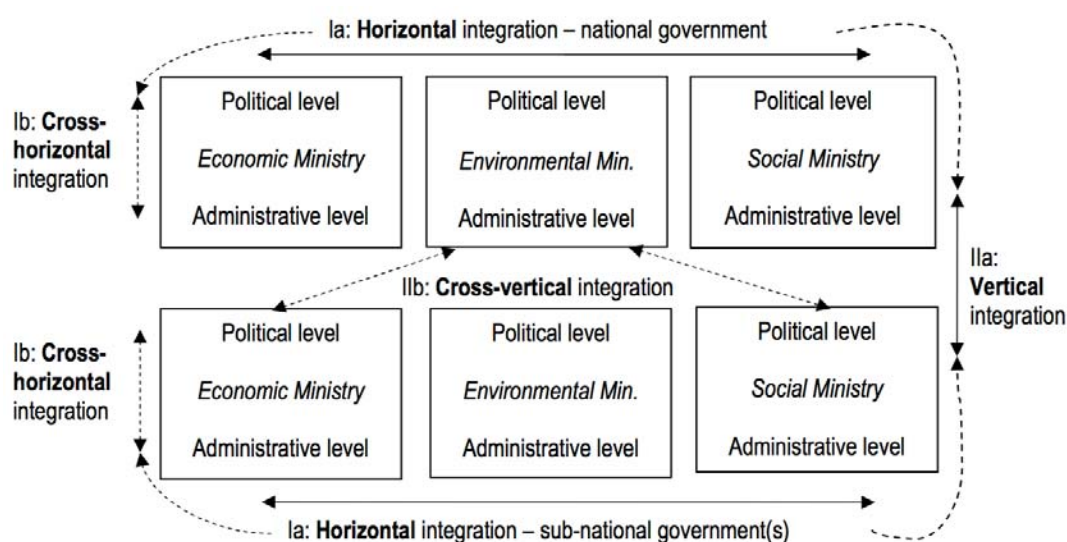 Ia: Horizontal integration – national government
Ib: Cross-
horizontal
integration
Political level
Economic Ministry
Administrative level
Political level
Environmental Min.
Administrative level
Political level
Social Ministry
Administrative level
IIb: Cross-vertical integration
IIa:
Vertical
integration
Ib: Cross-
horizontal
integration
Political level
Economic Ministry
Administrative level
Political level
Environmental Min.
Administrative level
Political level
Social Ministry
Administrative level
Ia: Horizontal integration – sub-national government(s)